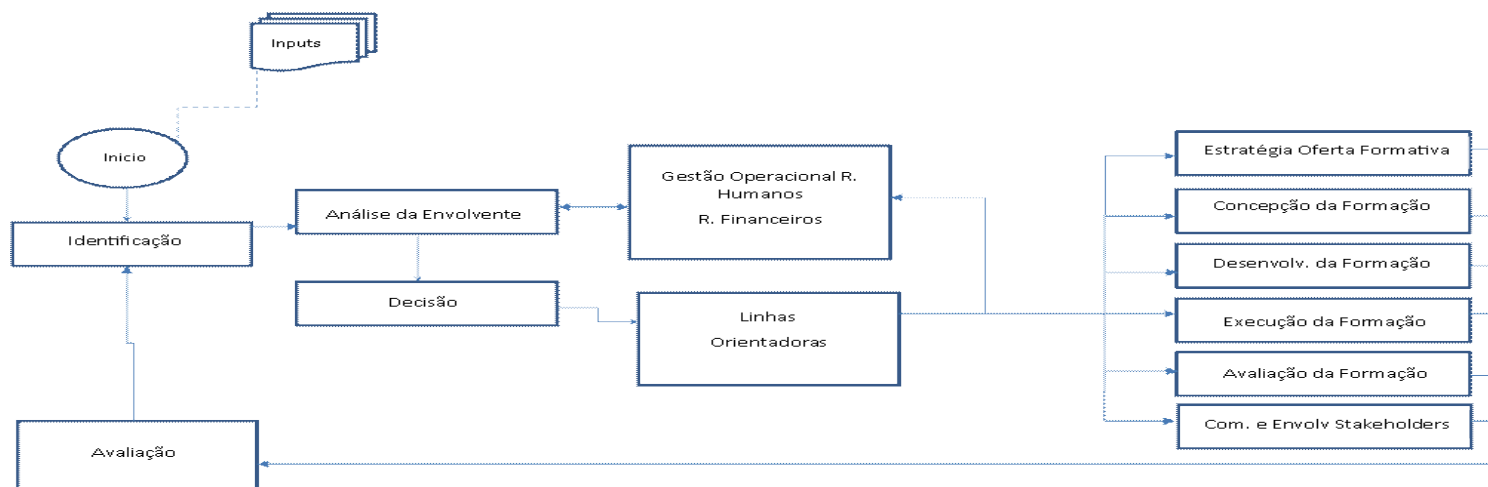 Inputs
Inicio
Identificação
Análise da Envolvente
Gestão Operacional R.
Humanos
R. Financeiros
Decisão
Linhas
Orientadoras
Estratégia Oferta Formativa
Concepção da Formação
Desenvolv. da Formação
Execução da Formação
Avaliação da Formação
Com. e Envolv Stakeholders
Avaliação